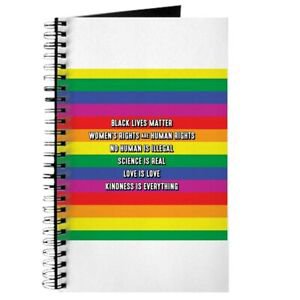 BLACK LIVES MATTER
WOMEN'S RIGHTS ARE HUMAN RIGHTS
NO HUMAN IS ILLEGAL
SCIENCE IS REAL
LOVE IS LOVE
KINDNESS IS EVERYTHING